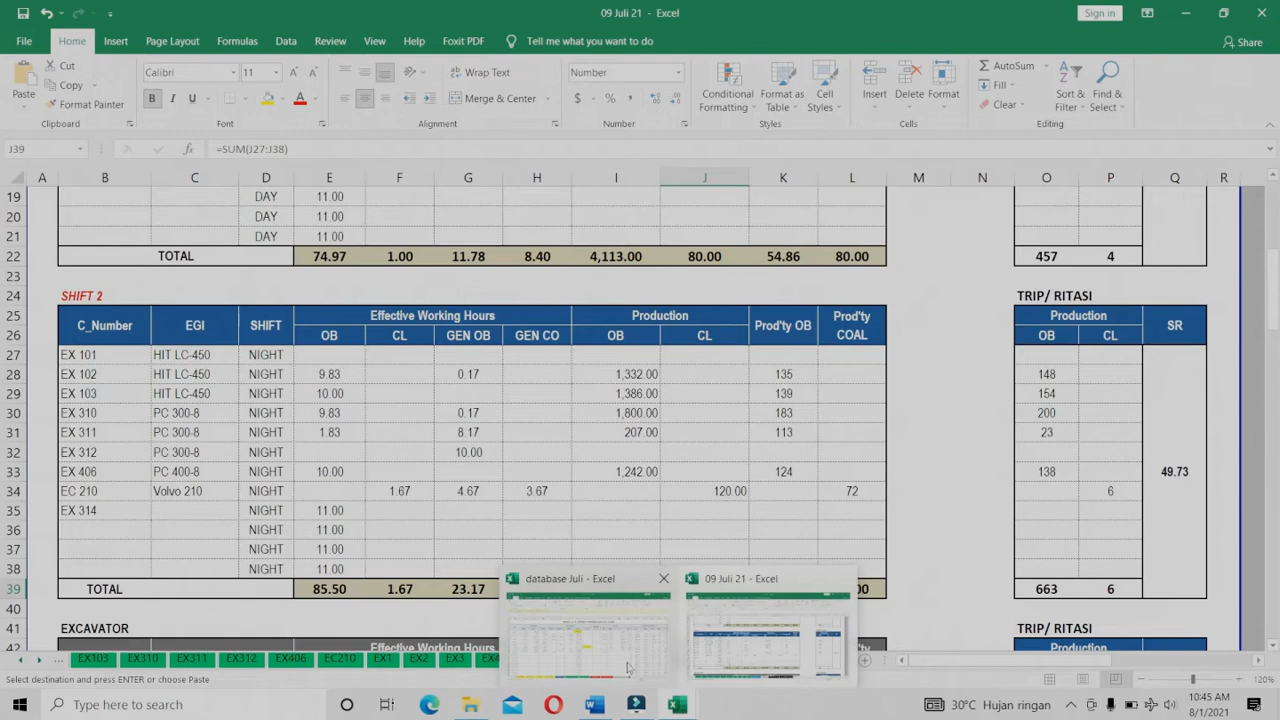 09 Juli 21 - Excel
Sign in
File Home Insert Page Layout Formulas Data Review View Help Foxit PDF Tell me what you want to do Share
Paste Cut Copy Format Painter
Calibri 11 Wrap Text Number
B I U Merge & Center $ % ,
Conditional Formatting Format as Table Cell Styles
Insert Delete Format
AutoSum Fill Clear
Sort & Filter Find & Select
Clipboard Font Alignment Number Styles Cells Editing
J39 fx =SUM(J27:J38)
A B C D E F G H I J K L M N O P Q R
19 DAY 11.00
20 DAY 11.00
21 DAY 11.00
22 TOTAL 74.97 1.00 11.78 8.40 4,113.00 80.00 54.86 80.00 457 4
23
24 SHIFT 2 TRIP/ RITASI
25 C_Number EGI SHIFT Effective Working Hours Production Prod'ty OB Prod'ty COAL Production SR
26 OB CL GEN OB GEN CO OB CL OB CL
27 EX 101 HIT LC-450 NIGHT
28 EX 102 HIT LC-450 NIGHT 9.83 0.17 1,332.00 135 148
29 EX 103 HIT LC-450 NIGHT 10.00 1,386.00 139 154
30 EX 310 PC 300-8 NIGHT 9.83 0.17 1,800.00 183 200
31 EX 311 PC 300-8 NIGHT 1.83 8.17 207.00 113 23
32 EX 312 PC 300-8 NIGHT 10.00
33 EX 406 PC 400-8 NIGHT 10.00 1,242.00 124 138 49.73
34 EC 210 Volvo 210 NIGHT 1.67 4.67 3.67 120.00 72 6
35 EX 314 NIGHT 11.00
36 NIGHT 11.00
37 NIGHT 11.00
38 NIGHT 11.00
39 TOTAL 85.50 1.67 23.17 663 6
database Juli - Excel
09 Juli 21 - Excel
40
41 EXCAVATOR TRIP/ RITASI
42 Effective Working Hours Production
... EX103 EX310 EX311 EX312 EX406 EC210 EX1 EX2 EX3 EX4
Select destination and press ENTER or choose Paste
120%
Type here to search
30°C Hujan ringan
10:45 AM
8/1/2021